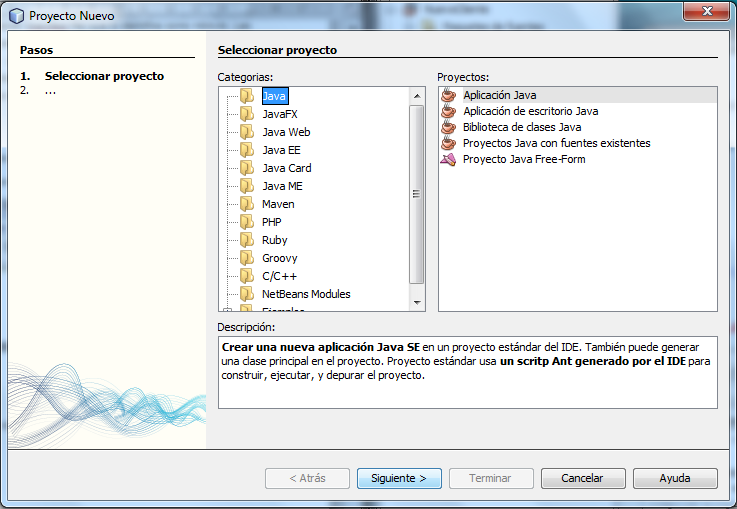 Proyecto Nuevo
Pasos
1. Seleccionar proyecto
2. ...
Seleccionar proyecto
Categorías:
Java
JavaFX
Java Web
Java EE
Java Card
Java ME
Maven
PHP
Ruby
Groovy
C/C++
NetBeans Modules
Ejemplos
Proyectos:
Aplicación Java
Aplicación de escritorio Java
Biblioteca de clases Java
Proyectos Java con fuentes existentes
Proyecto Java Free-Form
Descripción:
Crear una nueva aplicación Java SE en un proyecto estándar del IDE. También puede generar
una clase principal en el proyecto. Proyecto estándar usa un scritp Ant generado por el IDE para
construir, ejecutar, y depurar el proyecto.
< Atrás
Siguiente >
Terminar
Cancelar
Ayuda